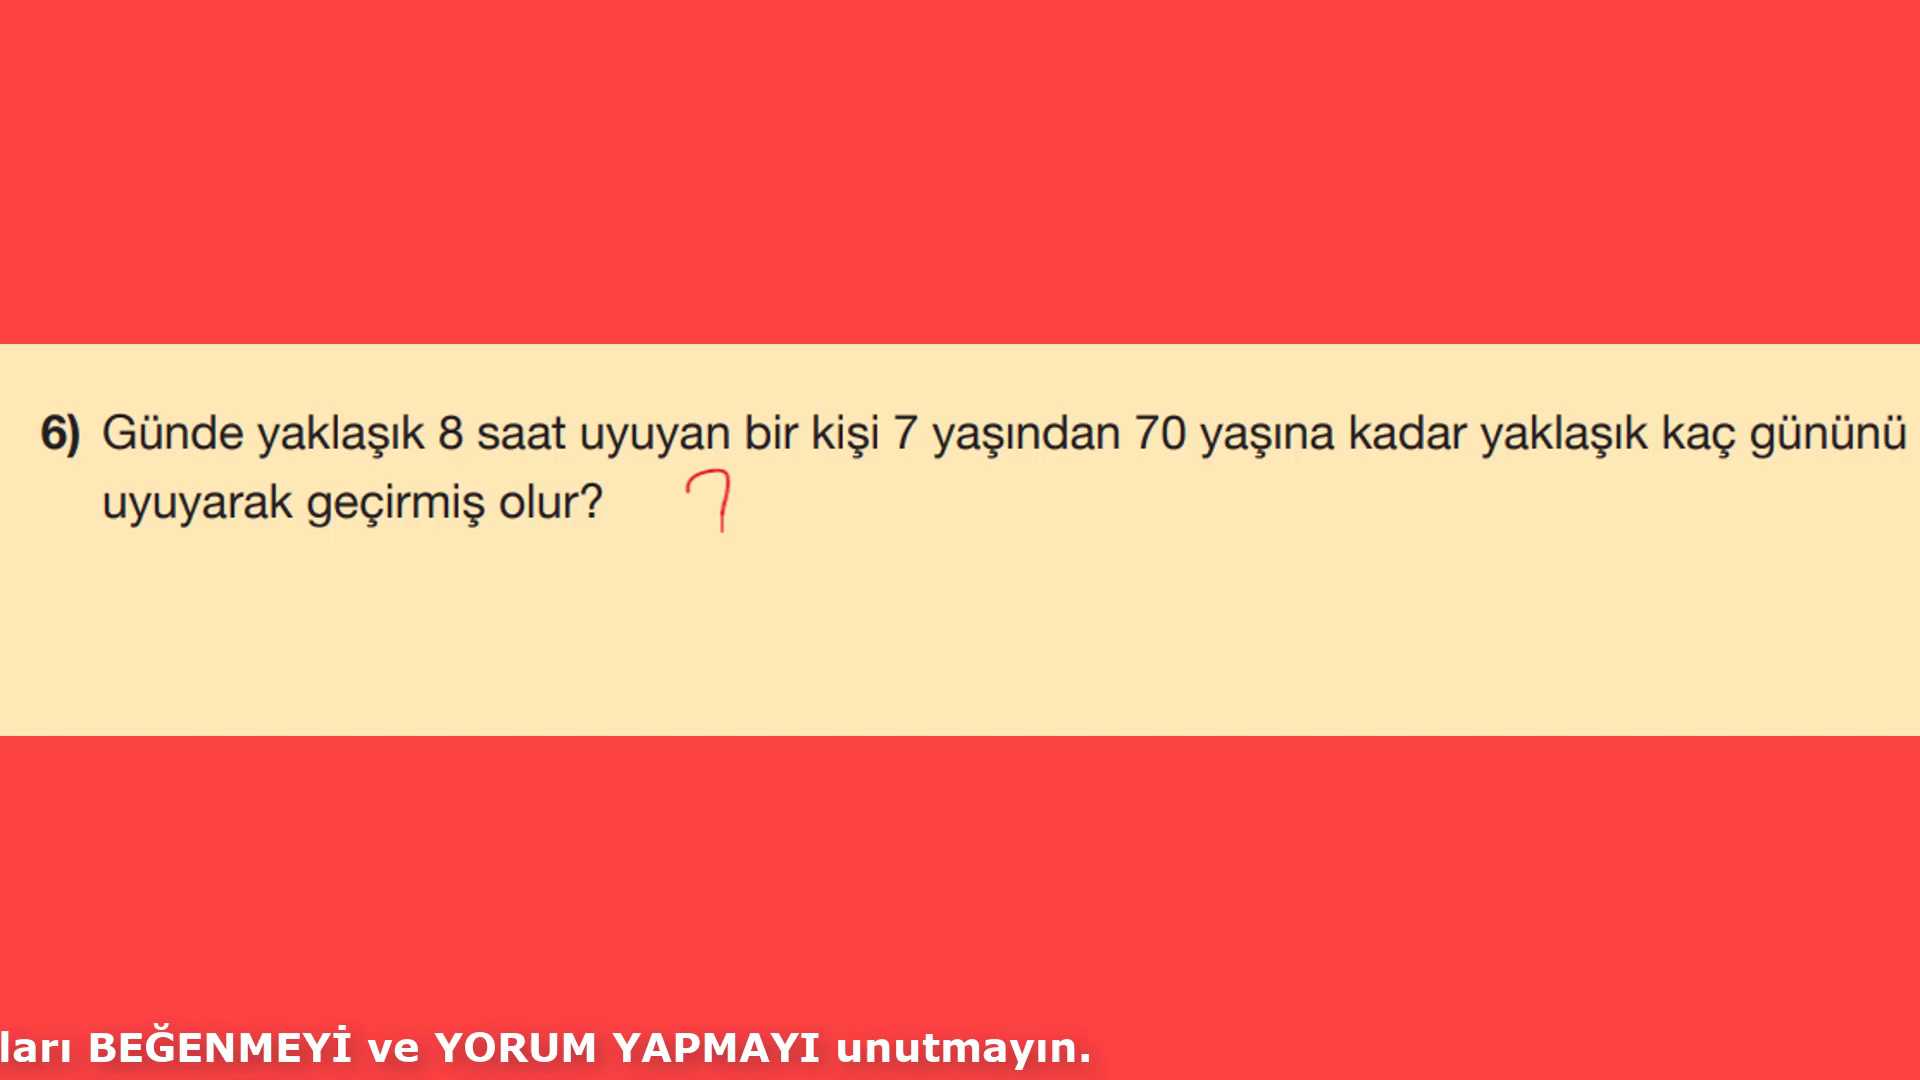 6) Günde yaklaşık 8 saat uyuyan bir kişi 7 yaşından 70 yaşına kadar yaklaşık kaç gününü
uyuyarak geçirmiş olur? 7
ları BEĞENMEYİ ve YORUM YAPMAYI unutmayın.